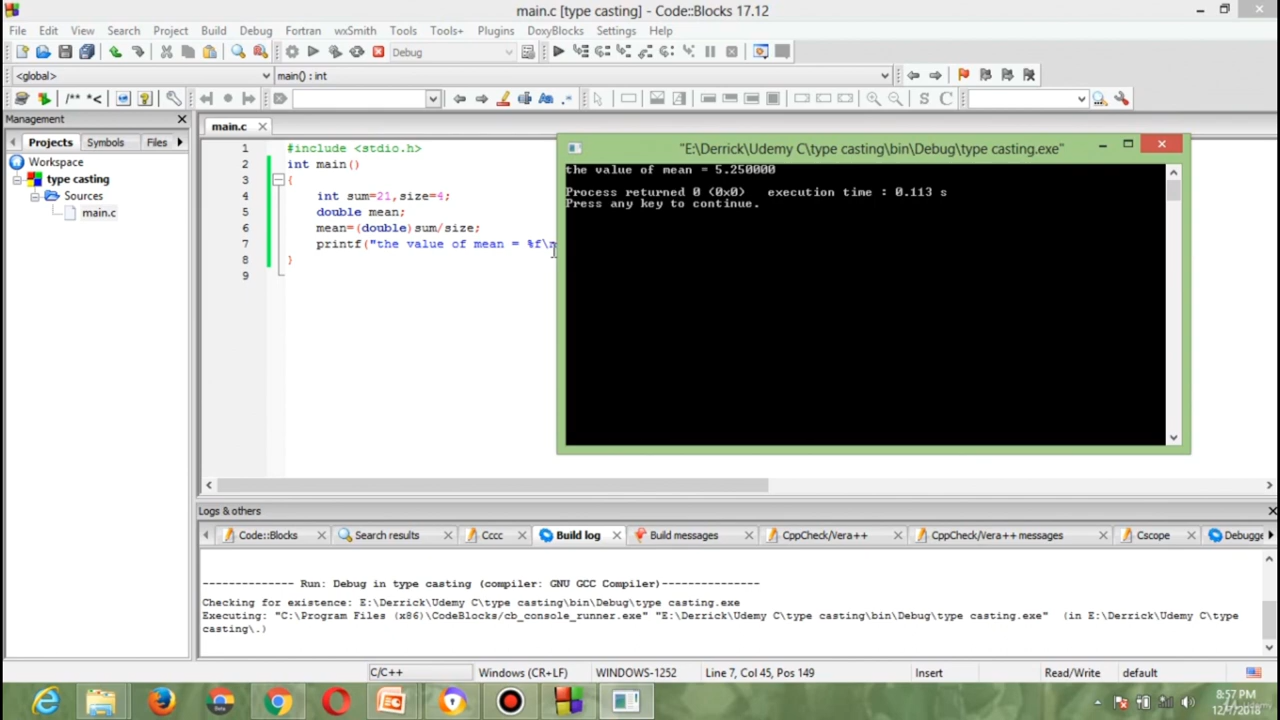 main.c [type casting] - Code::Blocks 17.12
File Edit View Search Project Build Debug Fortran wxSmith Tools Tools+ Plugins DoxyBlocks Settings Help
Debug
<global> main() : int
/** *<
S C
Management
Projects Symbols Files
Workspace
type casting
Sources
main.c
main.c
1 #include <stdio.h>
2 int main()
3 {
4 int sum=21,size=4;
5 double mean;
6 mean=(double)sum/size;
7 printf("the value of mean = %f\n
8 }
9
"E:\Derrick\Udemy C\type casting\bin\Debug\type casting.exe"
the value of mean = 5.250000
Process returned 0 (0x0) execution time : 0.113 s
Press any key to continue.
Logs & others
Code::Blocks Search results Cccc Build log Build messages CppCheck/Vera++ CppCheck/Vera++ messages Cscope Debugge
-------------- Run: Debug in type casting (compiler: GNU GCC Compiler)---------------
Checking for existence: E:\Derrick\Udemy C\type casting\bin\Debug\type casting.exe
Executing: "C:\Program Files (x86)\CodeBlocks/cb_console_runner.exe" "E:\Derrick\Udemy C\type casting\bin\Debug\type casting.exe" (in E:\Derrick\Udemy C\type
casting\.)
C/C++ Windows (CR+LF) WINDOWS-1252 Line 7, Col 45, Pos 149 Insert Read/Write default
8:57 PM